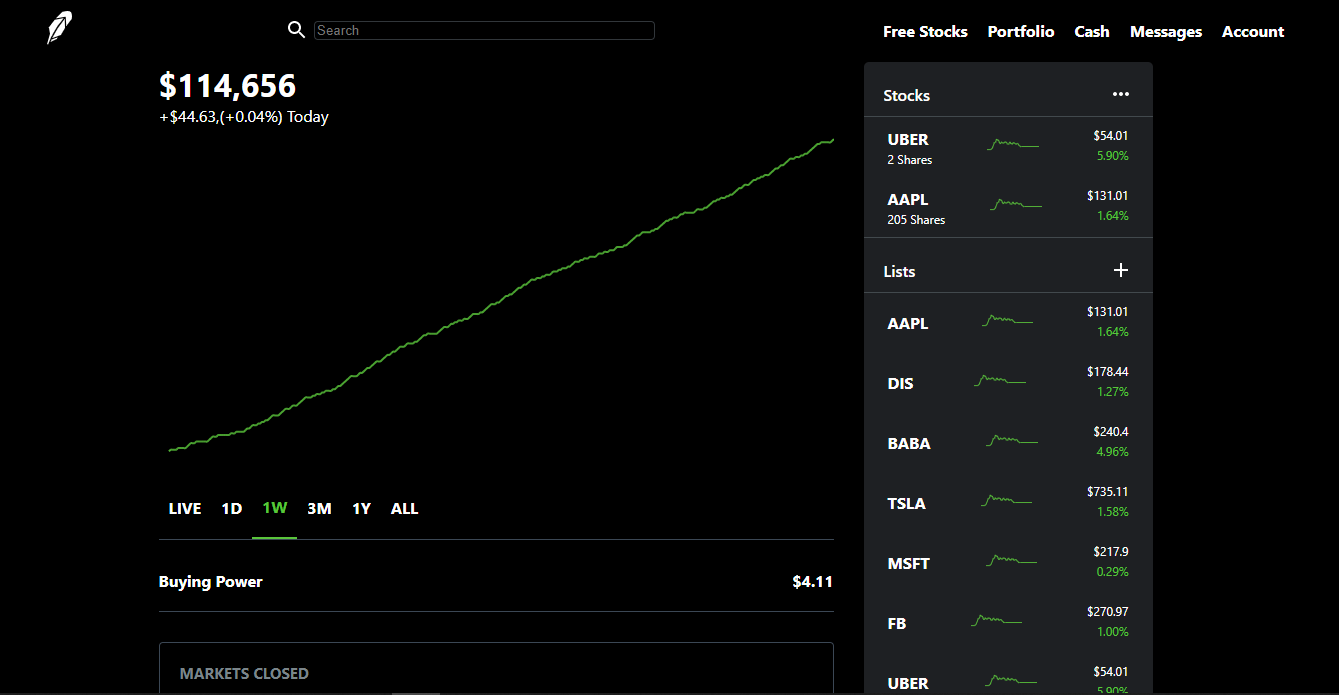 Search
Free Stocks Portfolio Cash Messages Account
$114,656
+$44.63,(+0.04%) Today
LIVE 1D 1W 3M 1Y ALL
Buying Power $4.11
MARKETS CLOSED
Stocks
UBER $54.01
2 Shares 5.90%
AAPL $131.01
205 Shares 1.64%
Lists
AAPL $131.01
1.64%
DIS $178.44
1.27%
BABA $240.4
4.96%
TSLA $735.11
1.58%
MSFT $217.9
0.29%
FB $270.97
1.00%
UBER $54.01
5.90%